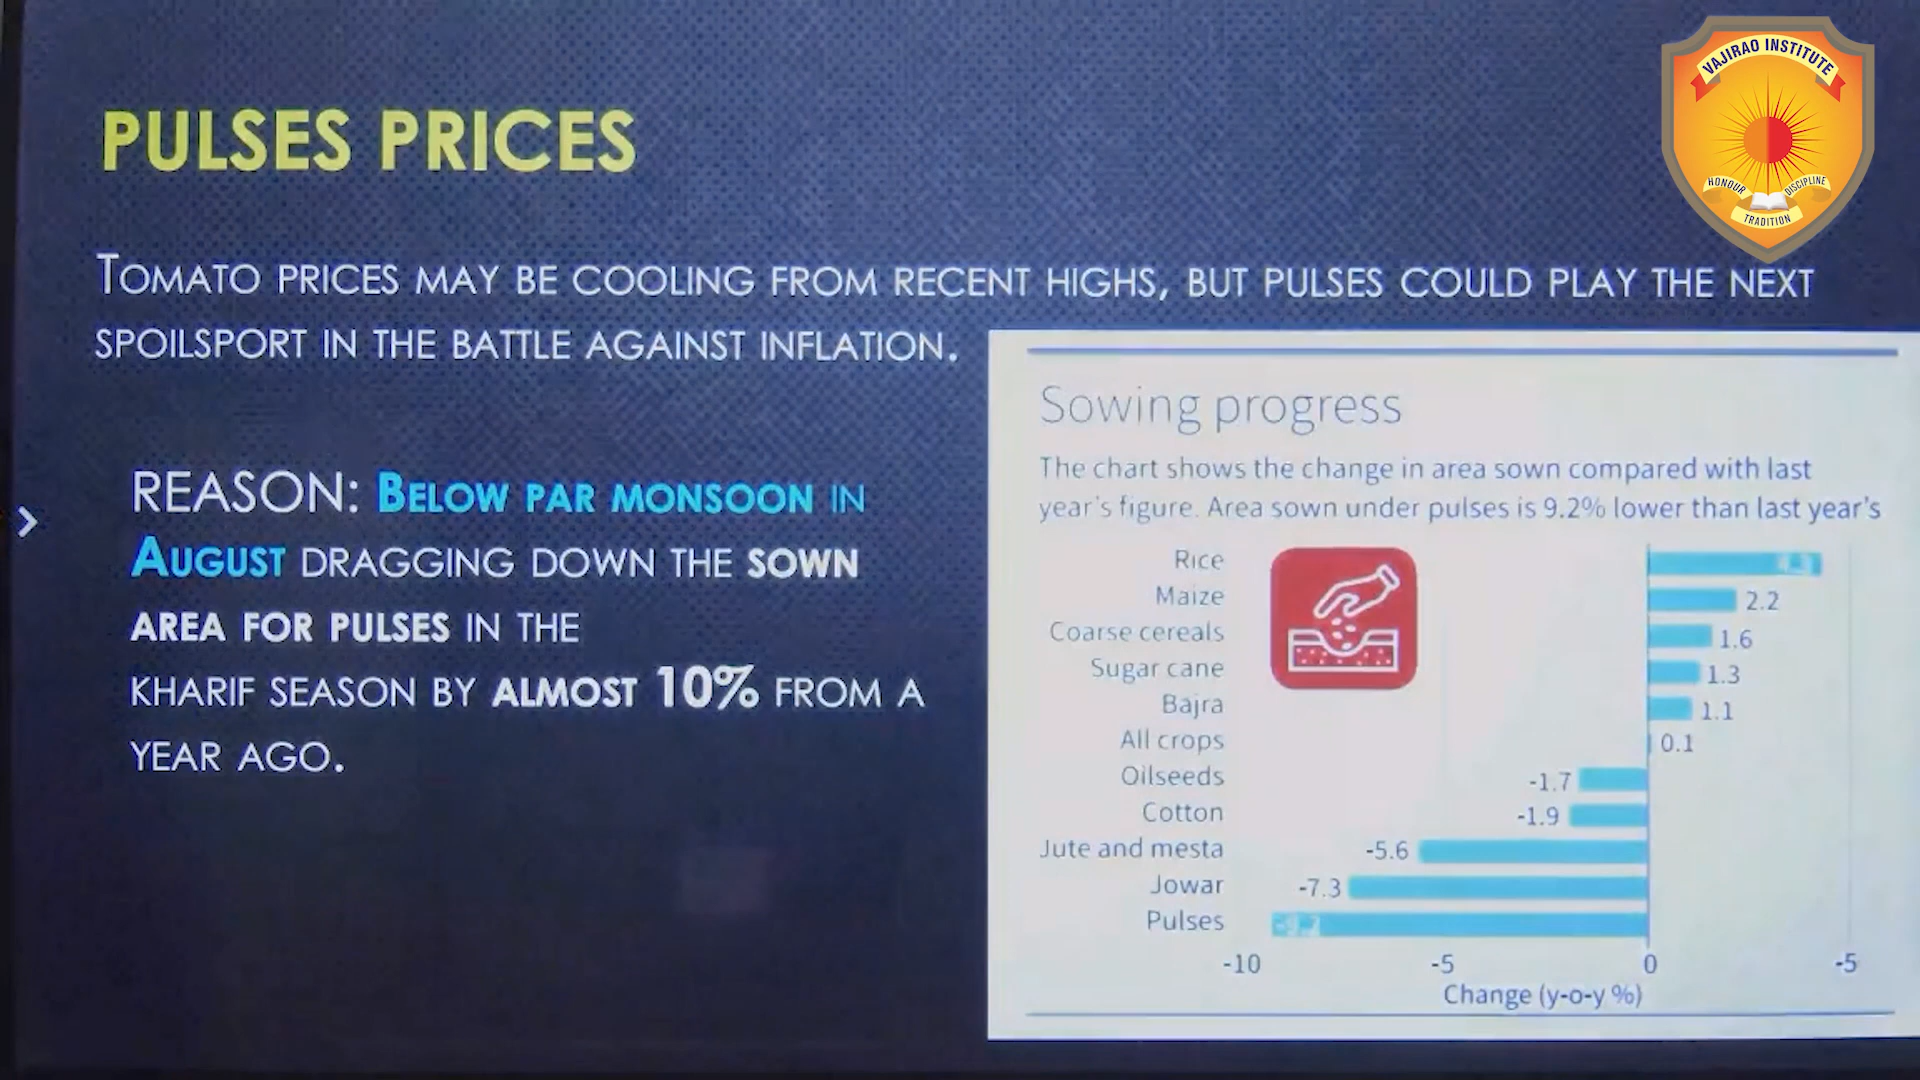 VAJIRAO INSTITUTE
HONOUR
DISCIPLINE
TRADITION
PULSES PRICES
TOMATO PRICES MAY BE COOLING FROM RECENT HIGHS, BUT PULSES COULD PLAY THE NEXT
SPOILSPORT IN THE BATTLE AGAINST INFLATION.
REASON: BELOW PAR MONSOON IN
AUGUST DRAGGING DOWN THE SOWN
AREA FOR PULSES IN THE
KHARIF SEASON BY ALMOST 10% FROM A
YEAR AGO.
Sowing progress
The chart shows the change in area sown compared with last
year's figure. Area sown under pulses is 9.2% lower than last year's
Rice
Maize 2.2
Coarse cereals 1.6
Sugar cane 1.3
Bajra 1.1
All crops 0.1
Oilseeds -1.7
Cotton -1.9
Jute and mesta -5.6
Jowar -7.3
Pulses -9.2
-10 -5 0 -5
Change (y-o-y %)